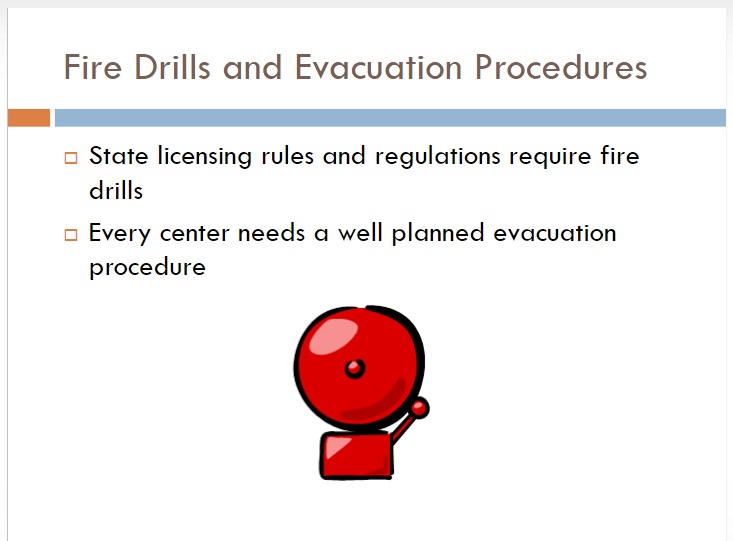 Fire Drills and Evacuation Procedures
State licensing rules and regulations require fire
drills
Every center needs a well planned evacuation
procedure